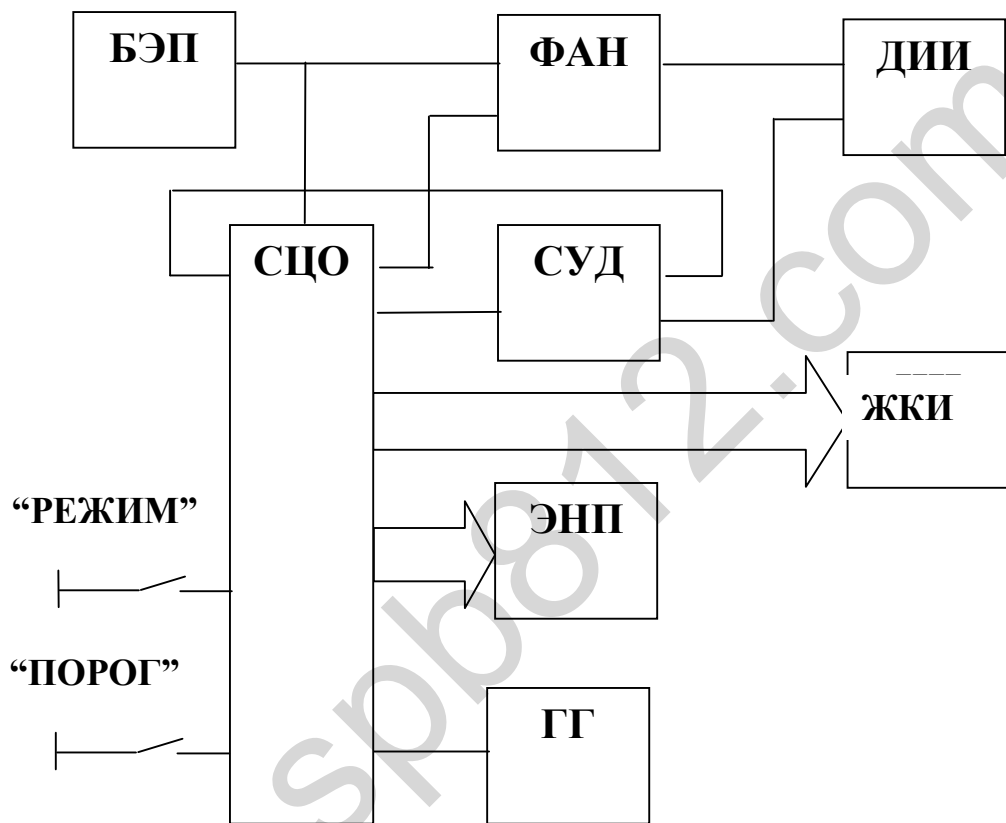 БЭП
ФАН
ДИИ
СЦО
СУД
ЖКИ
“РЕЖИМ”
ЭНП
“ПОРОГ”
ГГ
spb812.com